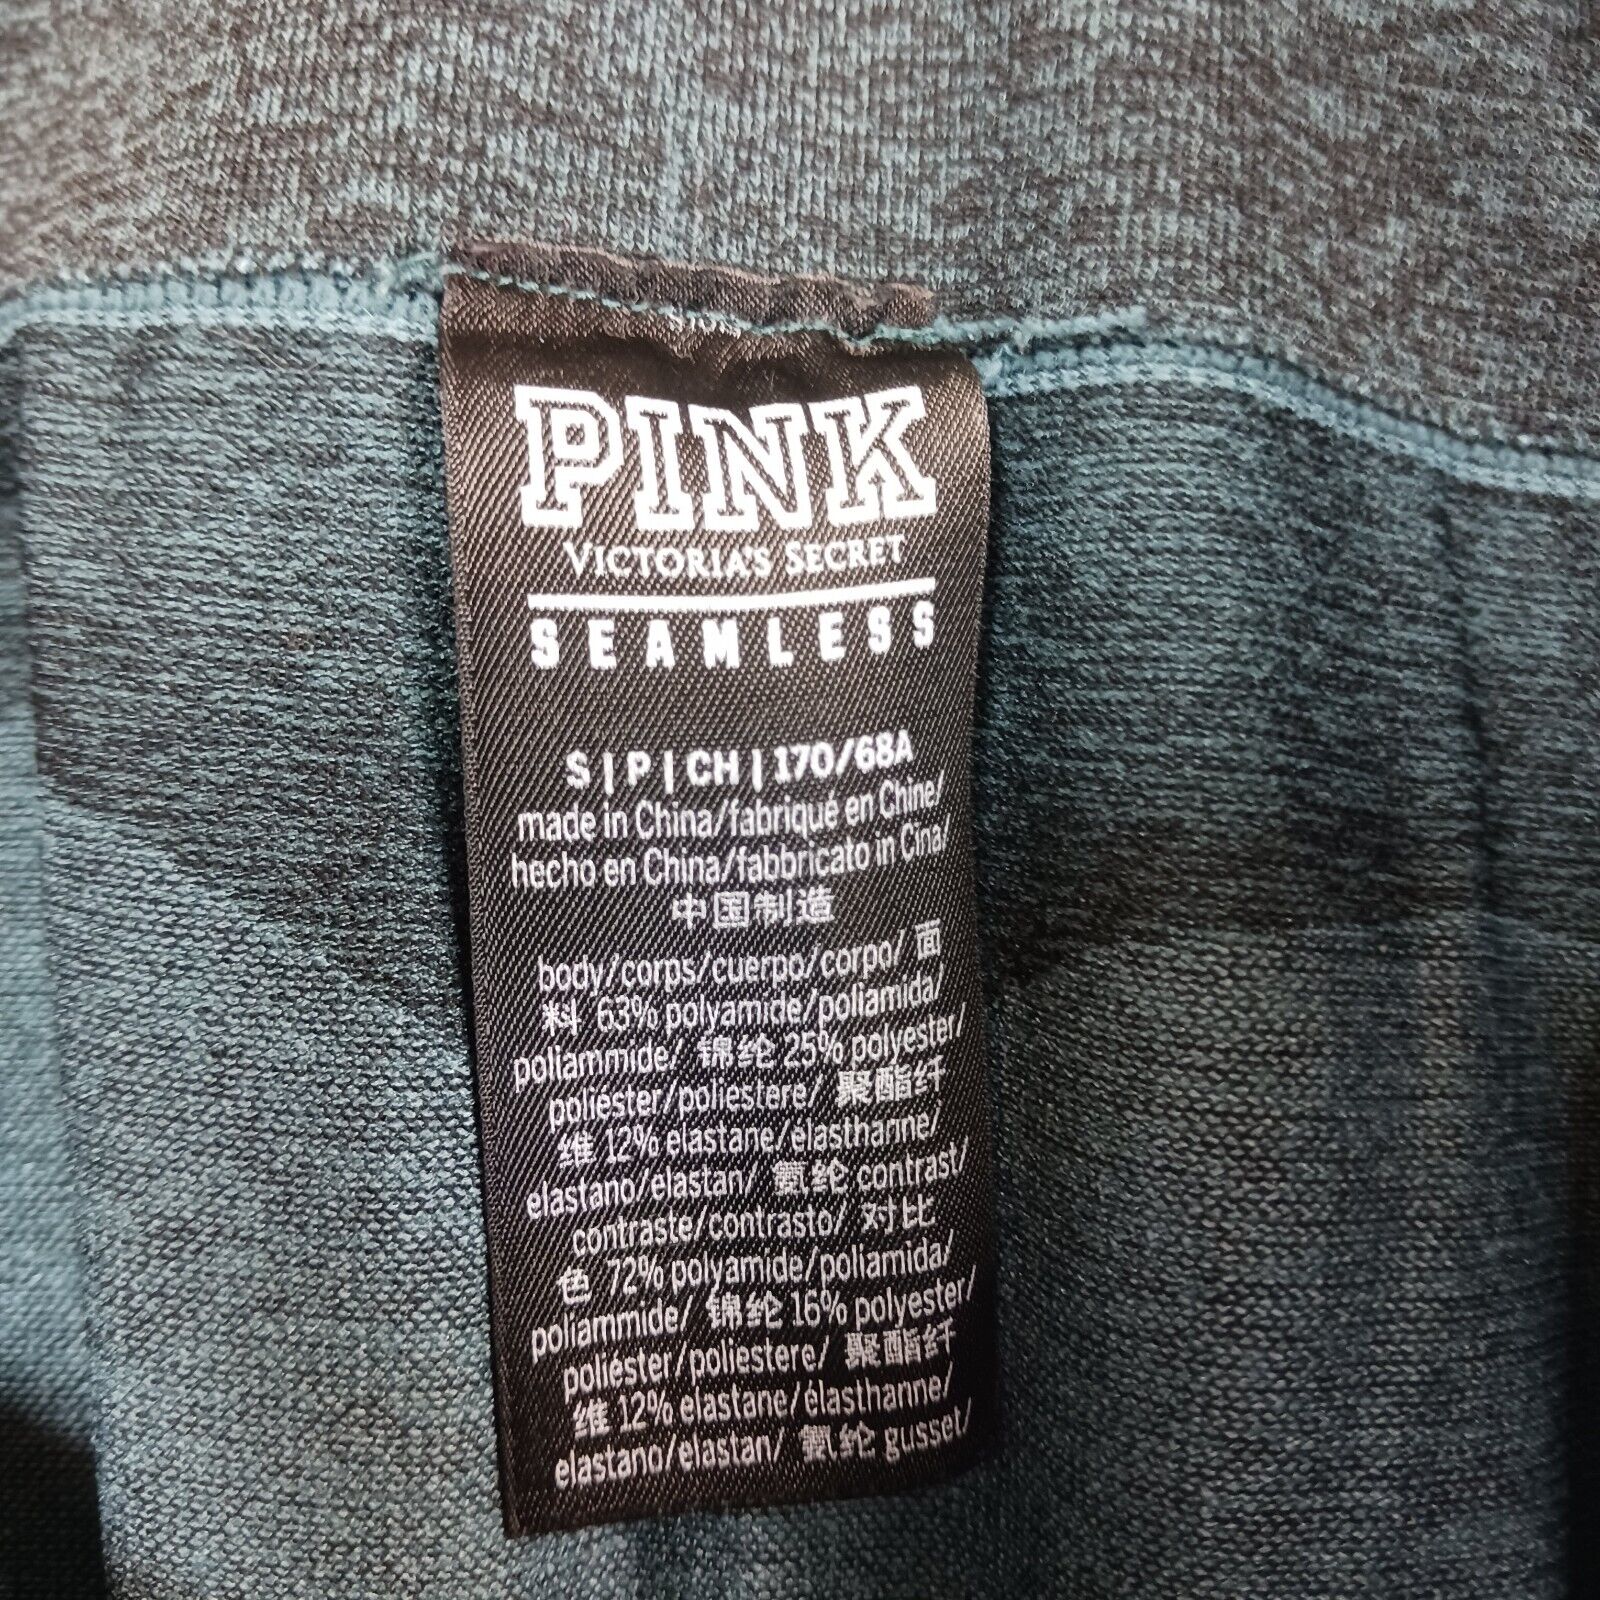 PINK
VICTORIA'S SECRET
SEAMLESS
S | P | CH | 170/68A
made in China/fabriqué en Chine/
hecho en China/fabbricato in Cina/
中国制造
body/corps/cuerpo/corpo/ 面
料 63% polyamide/poliamida/
poliammide/ 锦纶 25% polyester/
poliéster/poliestere/ 聚酯纤
维 12% elastane/élasthanne/
elastano/elastan/ 氨纶 contrast/
contraste/contrasto/ 对比
色 72% polyamide/poliamida/
poliammide/ 锦纶 16% polyester/
poliéster/poliestere/ 聚酯纤
维 12% elastane/élasthanne/
elastano/elastan/ 氨纶 gusset/